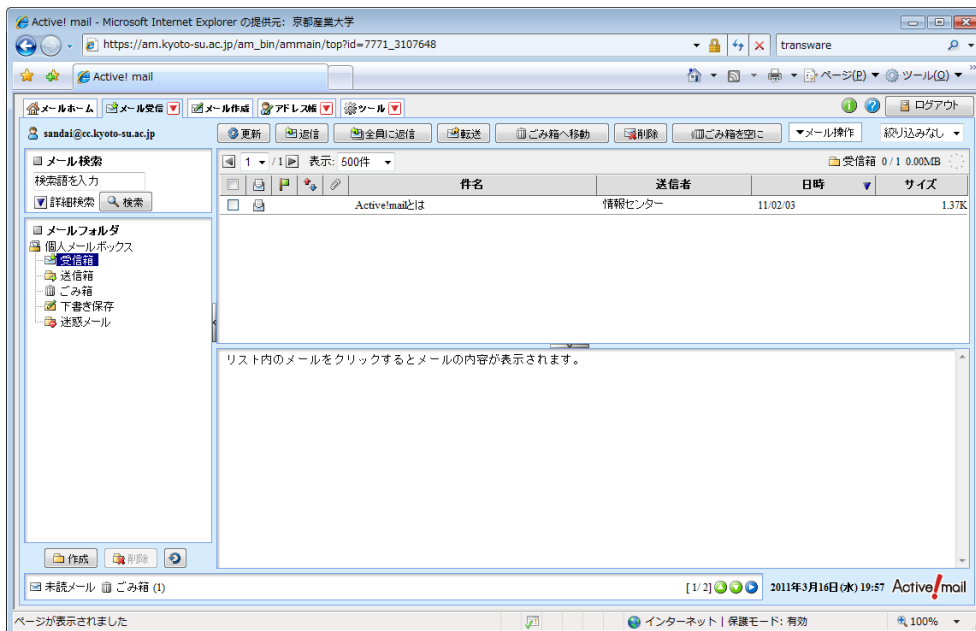 Active! mail - Microsoft Internet Explorer の提供元: 京都産業大学
https://am.kyoto-su.ac.jp/am_bin/ammain/top?id=7771_3107648
transware
Active! mail
ページ(P) ツール(O)
メールホーム メール受信 メール作成 アドレス帳 ツール ログアウト
sandai@cc.kyoto-su.ac.jp
更新 返信 全員に返信 転送 ごみ箱へ移動 削除 ごみ箱を空に ▼メール操作 絞り込みなし
メール検索
検索語を入力
詳細検索 検索
1 /1 表示: 500件 受信箱 0 / 1 0.00MB
件名 送信者 日時 サイズ
Active!mailとは 情報センター 11/02/03 1.37K
メールフォルダ
個人メールボックス
受信箱
送信箱
ごみ箱
下書き保存
迷惑メール
リスト内のメールをクリックするとメールの内容が表示されます。
作成 削除
未読メール ごみ箱 (1) [1/2] 2011年3月16日(水) 19:57 Active! mail
ページが表示されました インターネット | 保護モード: 有効 100%